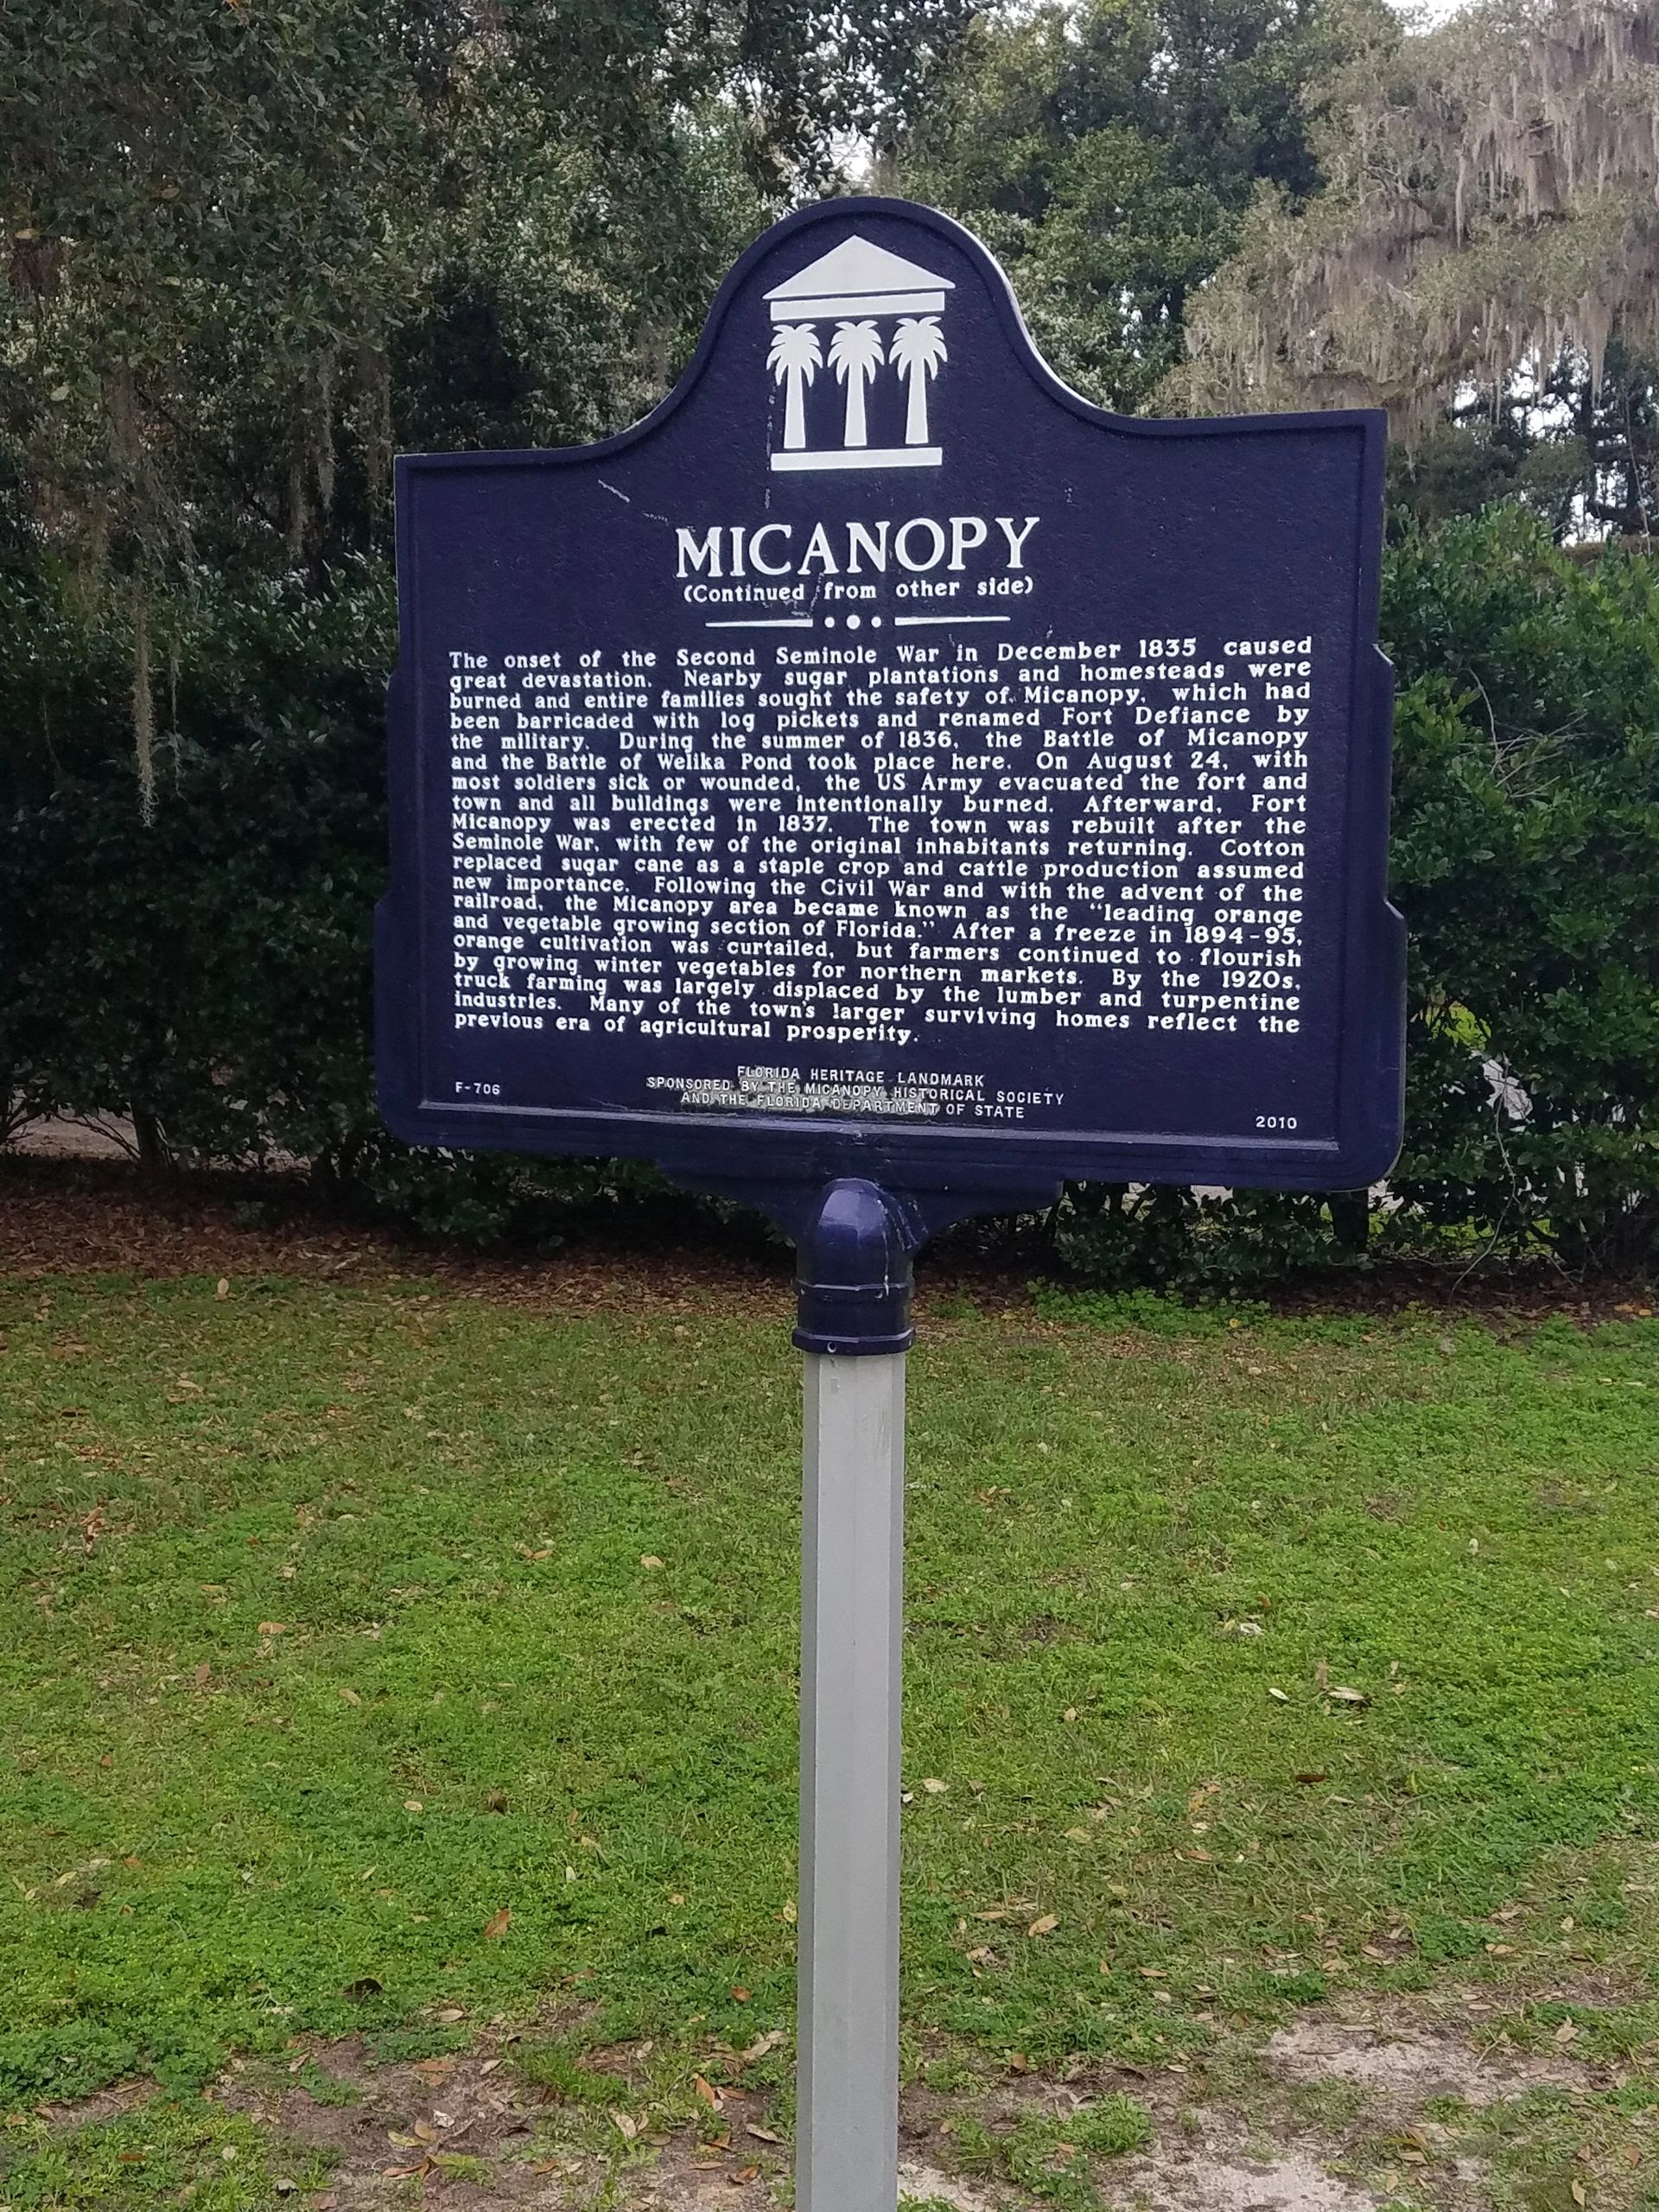 MICANOPY
(Continued from other side)
The onset of the Second Seminole War in December 1835 caused
great devastation. Nearby sugar plantations and homesteads were
burned and entire families sought the safety of Micanopy, which had
been barricaded with log pickets and renamed Fort Defiance by
the military. During the summer of 1836, the Battle of Micanopy
and the Battle of Welika Pond took place here. On August 24, with
most soldiers sick or wounded, the US Army evacuated the fort and
town and all buildings were intentionally burned. Afterward, Fort
Micanopy was erected in 1837. The town was rebuilt after the
Seminole War, with few of the original inhabitants returning. Cotton
replaced sugar cane as a staple crop and cattle production assumed
new importance. Following the Civil War and with the advent of the
railroad, the Micanopy area became known as the "leading orange
and vegetable growing section of Florida." After a freeze in 1894-95,
orange cultivation was curtailed, but farmers continued to flourish
by growing winter vegetables for northern markets. By the 1920s,
truck farming was largely displaced by the lumber and turpentine
industries. Many of the town's larger surviving homes reflect the
previous era of agricultural prosperity.
FLORIDA HERITAGE LANDMARK
SPONSORED BY THE MICANOPY HISTORICAL SOCIETY
AND THE FLORIDA DEPARTMENT OF STATE
F-706
2010